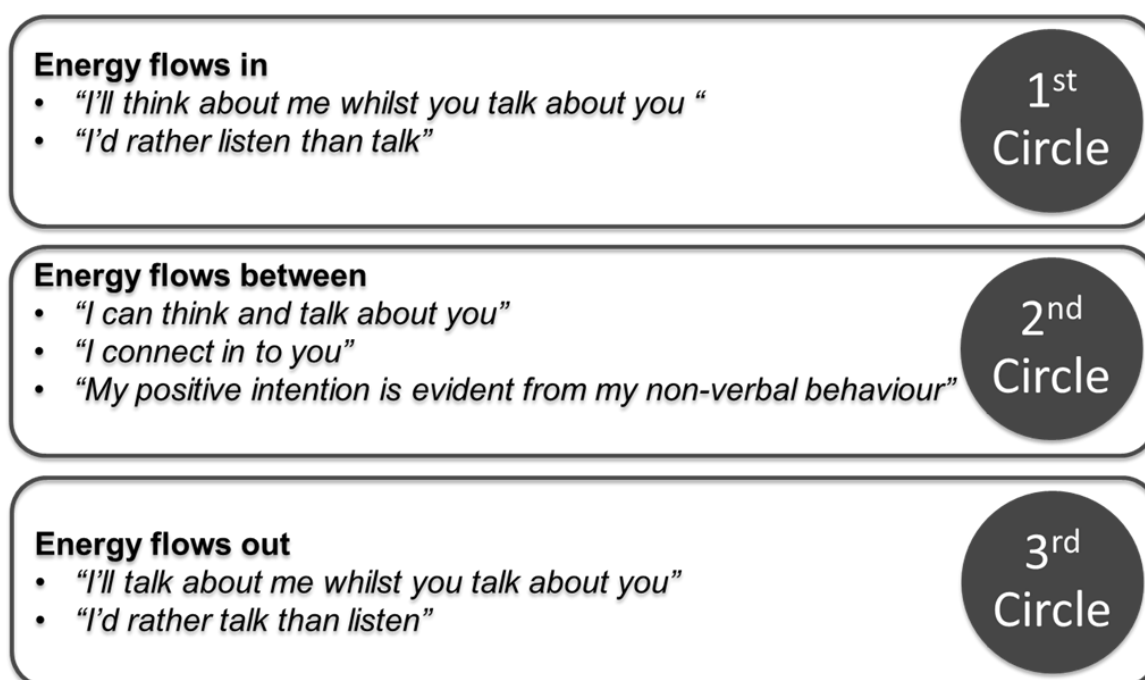 Energy flows in
• “I’ll think about me whilst you talk about you “
• “I’d rather listen than talk”
1st
Circle
Energy flows between
• “I can think and talk about you”
• “I connect in to you”
• “My positive intention is evident from my non-verbal behaviour”
2nd
Circle
Energy flows out
• “I’ll talk about me whilst you talk about you”
• “I’d rather talk than listen”
3rd
Circle